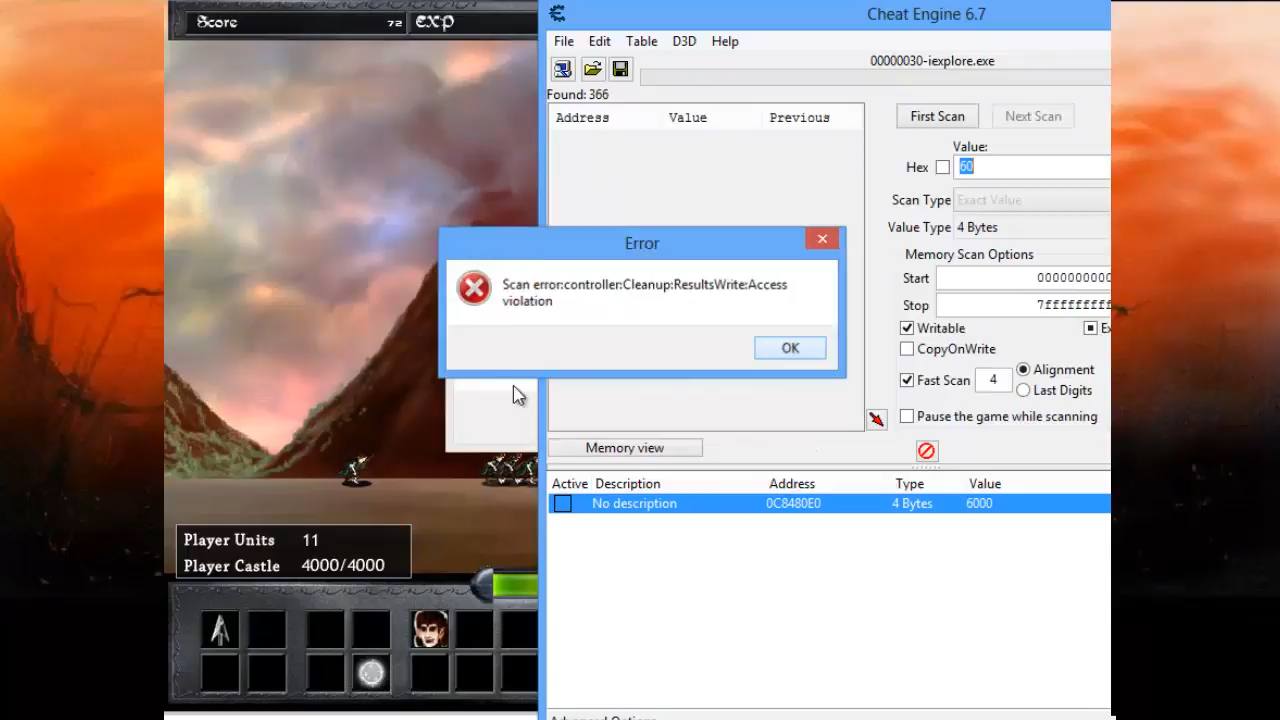 Score 72 EXP
Cheat Engine 6.7
File Edit Table D3D Help
00000030-iexplore.exe
Found: 366
Address Value Previous
First Scan Next Scan
Value:
Hex 60
Scan Type Exact Value
Value Type 4 Bytes
Memory Scan Options
Start 0000000000
Stop 7fffffffff
Writable
CopyOnWrite
Fast Scan 4 Alignment
Last Digits
Pause the game while scanning
Error
Scan error:controller:Cleanup:ResultsWrite:Access
violation
OK
Memory view
Active Description Address Type Value
No description 0C8480E0 4 Bytes 6000
Player Units 11
Player Castle 4000/4000